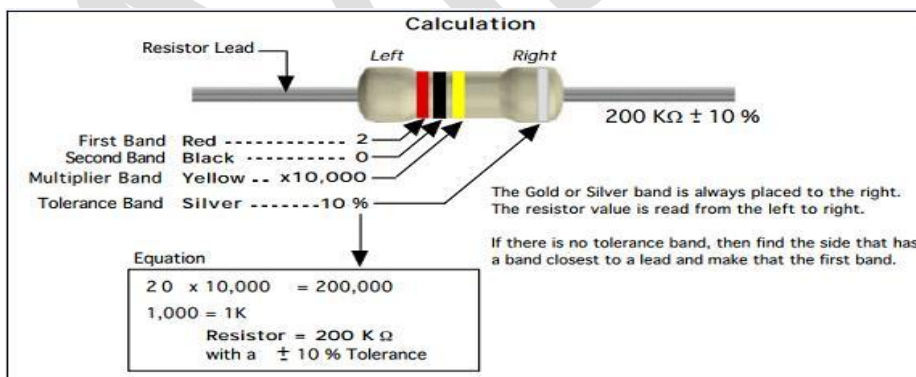 Calculation
Resistor Lead
Left
Right
200 KΩ ± 10 %
First Band Red ----------- 2
Second Band Black --------- 0
Multiplier Band Yellow -- x10,000
Tolerance Band Silver -------10 %
The Gold or Silver band is always placed to the right.
The resistor value is read from the left to right.
If there is no tolerance band, then find the side that has
a band closest to a lead and make that the first band.
Equation
20 x 10,000 = 200,000
1,000 = 1K
Resistor = 200 K Ω
with a ± 10 % Tolerance